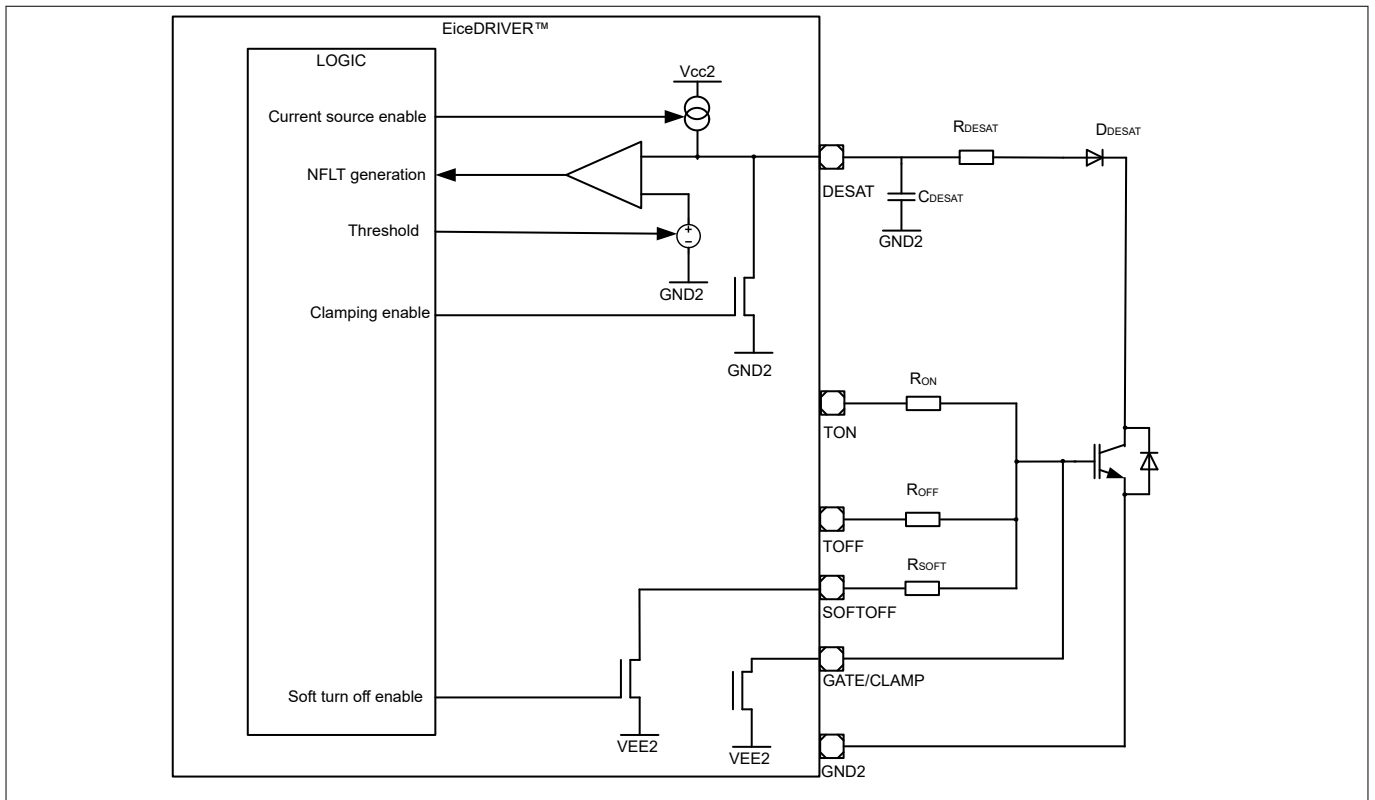 EiceDRIVER™
LOGIC
Vcc2
Current source enable
RDESAT
DDESAT
NFLT generation
DESAT
CDESAT
Threshold
+
−
GND2
GND2
Clamping enable
GND2
RON
TON
ROFF
TOFF
RSOFT
SOFTOFF
GATE/CLAMP
Soft turn off enable
VEE2
VEE2
GND2